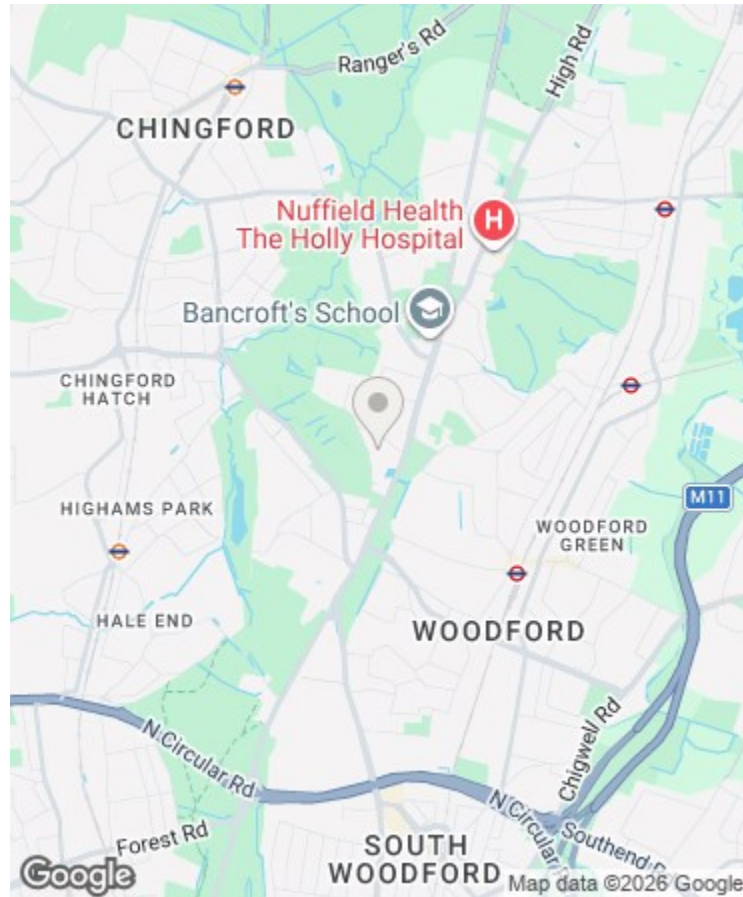 Ranger's Rd
High Rd
CHINGFORD
Nuffield Health
The Holly Hospital
H
Bancroft's School
CHINGFORD
HATCH
M11
HIGHAMS PARK
WOODFORD
GREEN
HALE END
WOODFORD
Chigwell Rd
N Circular Rd
N Circular
Southend
Forest Rd
SOUTH
WOODFORD
Google
Map data ©2026 Google